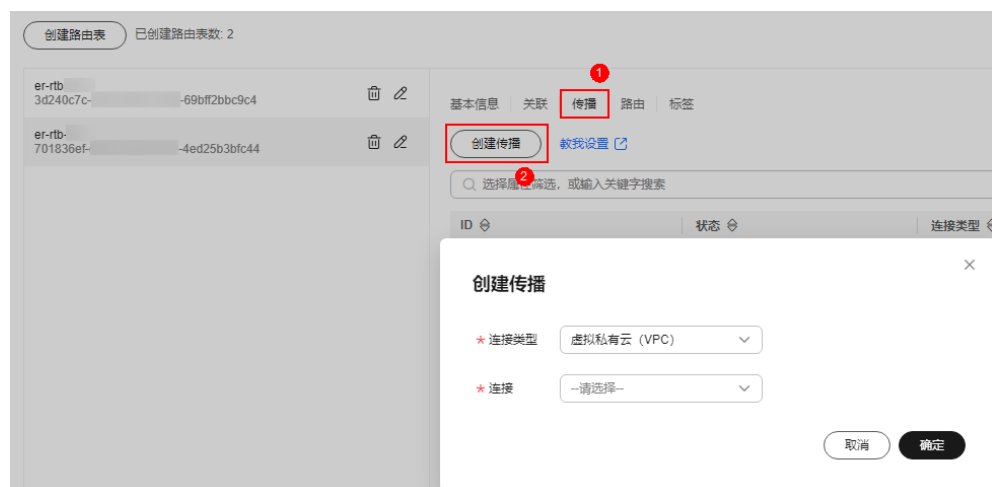 创建路由表 已创建路由表数: 2
er-rtb
3d240c7c- -69bff2bbc9c4
er-rtb-
701836ef- -4ed25b3bfc44
1
基本信息 关联 传播 路由 标签
创建传播 教我设置
2
选择属性筛选，或输入关键字搜索
ID 状态 连接类型
创建传播
* 连接类型 虚拟私有云（VPC）
* 连接 --请选择--
取消 确定